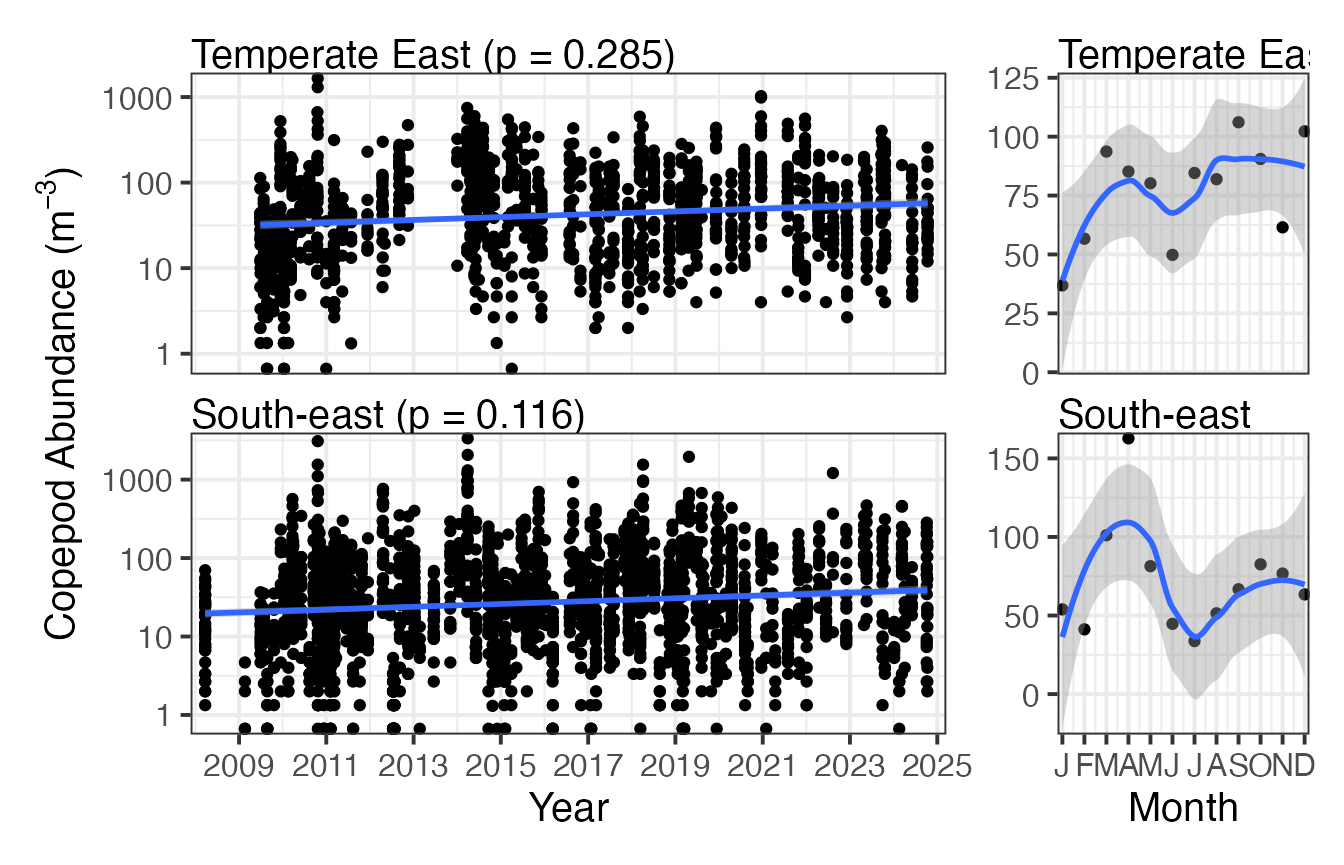 Temperate East (p = 0.285)
Temperate Eas
Copepod Abundance (m⁻³)
1000
100
10
1
125
100
75
50
25
0
South-east (p = 0.116)
South-east
1000
100
10
1
150
100
50
0
2009 2011 2013 2015 2017 2019 2021 2023 2025
J F M A M J J A S O N D
Year
Month